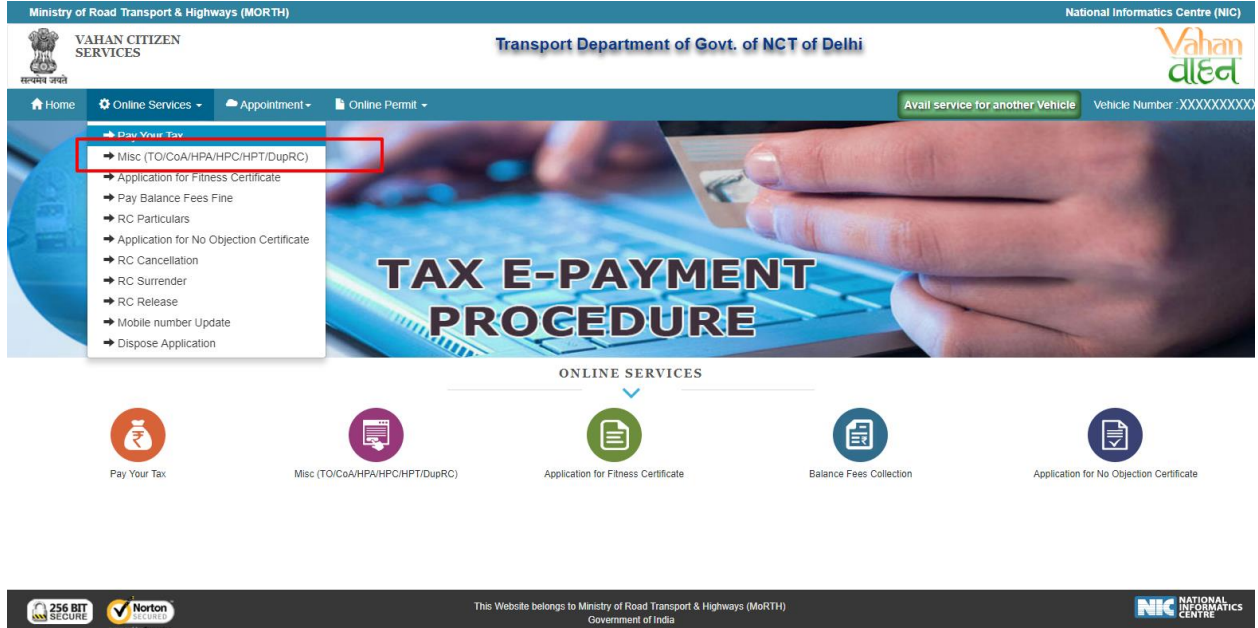 Ministry of Road Transport & Highways (MORTH)
National Informatics Centre (NIC)
सत्यमेव जयते
VAHAN CITIZEN
SERVICES
Transport Department of Govt. of NCT of Delhi
Vahan
वाहन
Home
Online Services
Appointment
Online Permit
Avail service for another Vehicle
Vehicle Number :XXXXXXXXXX
Pay Your Tax
Misc (TO/CoA/HPA/HPC/HPT/DupRC)
Application for Fitness Certificate
Pay Balance Fees Fine
RC Particulars
Application for No Objection Certificate
RC Cancellation
RC Surrender
RC Release
Mobile number Update
Dispose Application
TAX E-PAYMENT
PROCEDURE
ONLINE SERVICES
Pay Your Tax
Misc (TO/CoA/HPA/HPC/HPT/DupRC)
Application for Fitness Certificate
Balance Fees Collection
Application for No Objection Certificate
256 BIT
SECURE
Norton
SECURED
This Website belongs to Ministry of Road Transport & Highways (MoRTH)
Government of India
NIC
NATIONAL
INFORMATICS
CENTRE